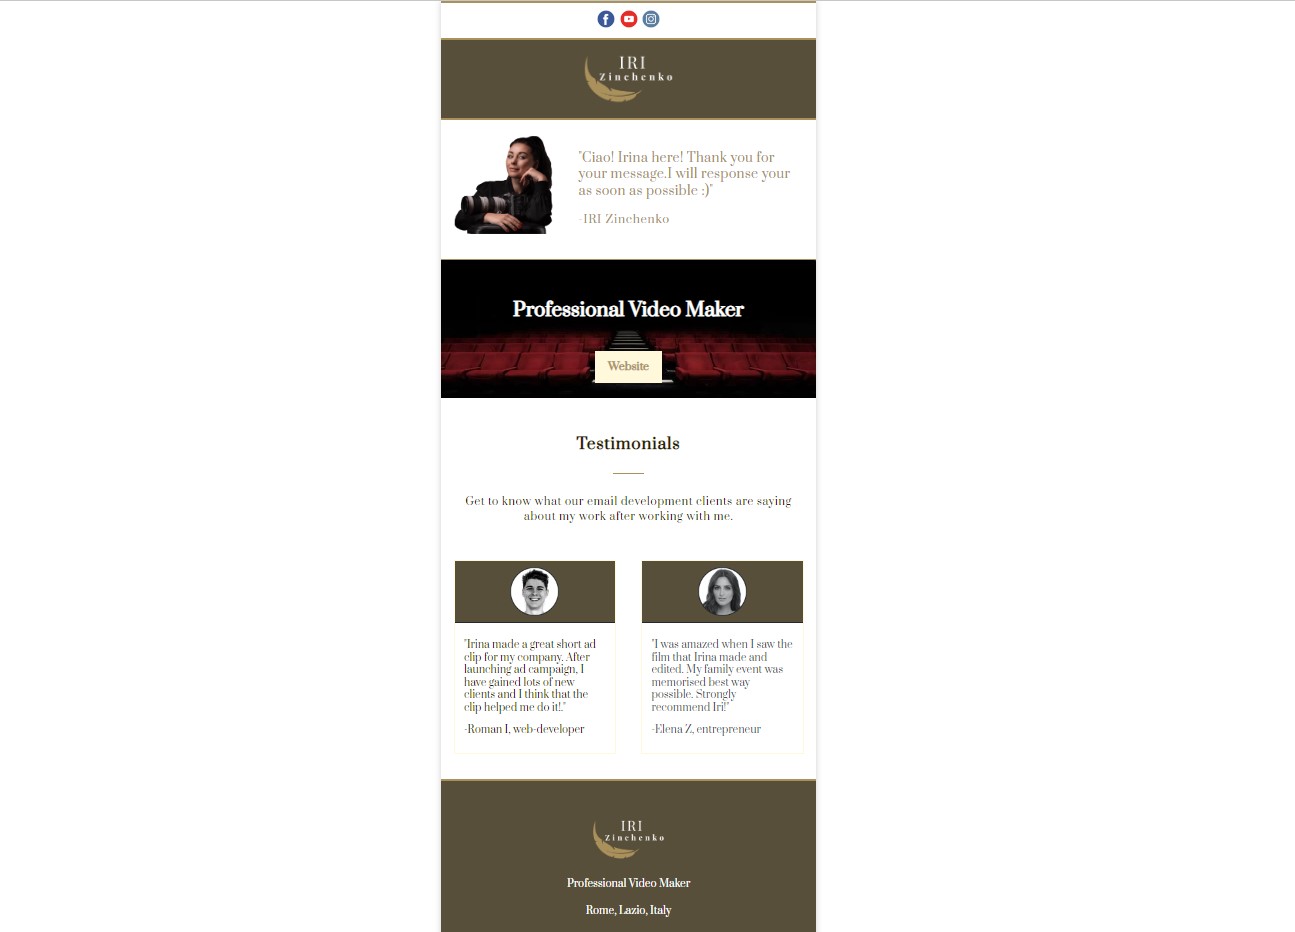 IRI
Zinchenko
"Ciao! Irina here! Thank you for
your message.I will response your
as soon as possible :)"
-IRI Zinchenko
Professional Video Maker
Website
Testimonials
Get to know what our email development clients are saying
about my work after working with me.
"Irina made a great short ad
clip for my company. After
launching ad campaign, I
have gained lots of new
clients and I think that the
clip helped me do it!."
-Roman I, web-developer
"I was amazed when I saw the
film that Irina made and
edited. My family event was
memorised best way
possible. Strongly
recommend Iri!"
-Elena Z, entrepreneur
IRI
Zinchenko
Professional Video Maker
Rome, Lazio, Italy